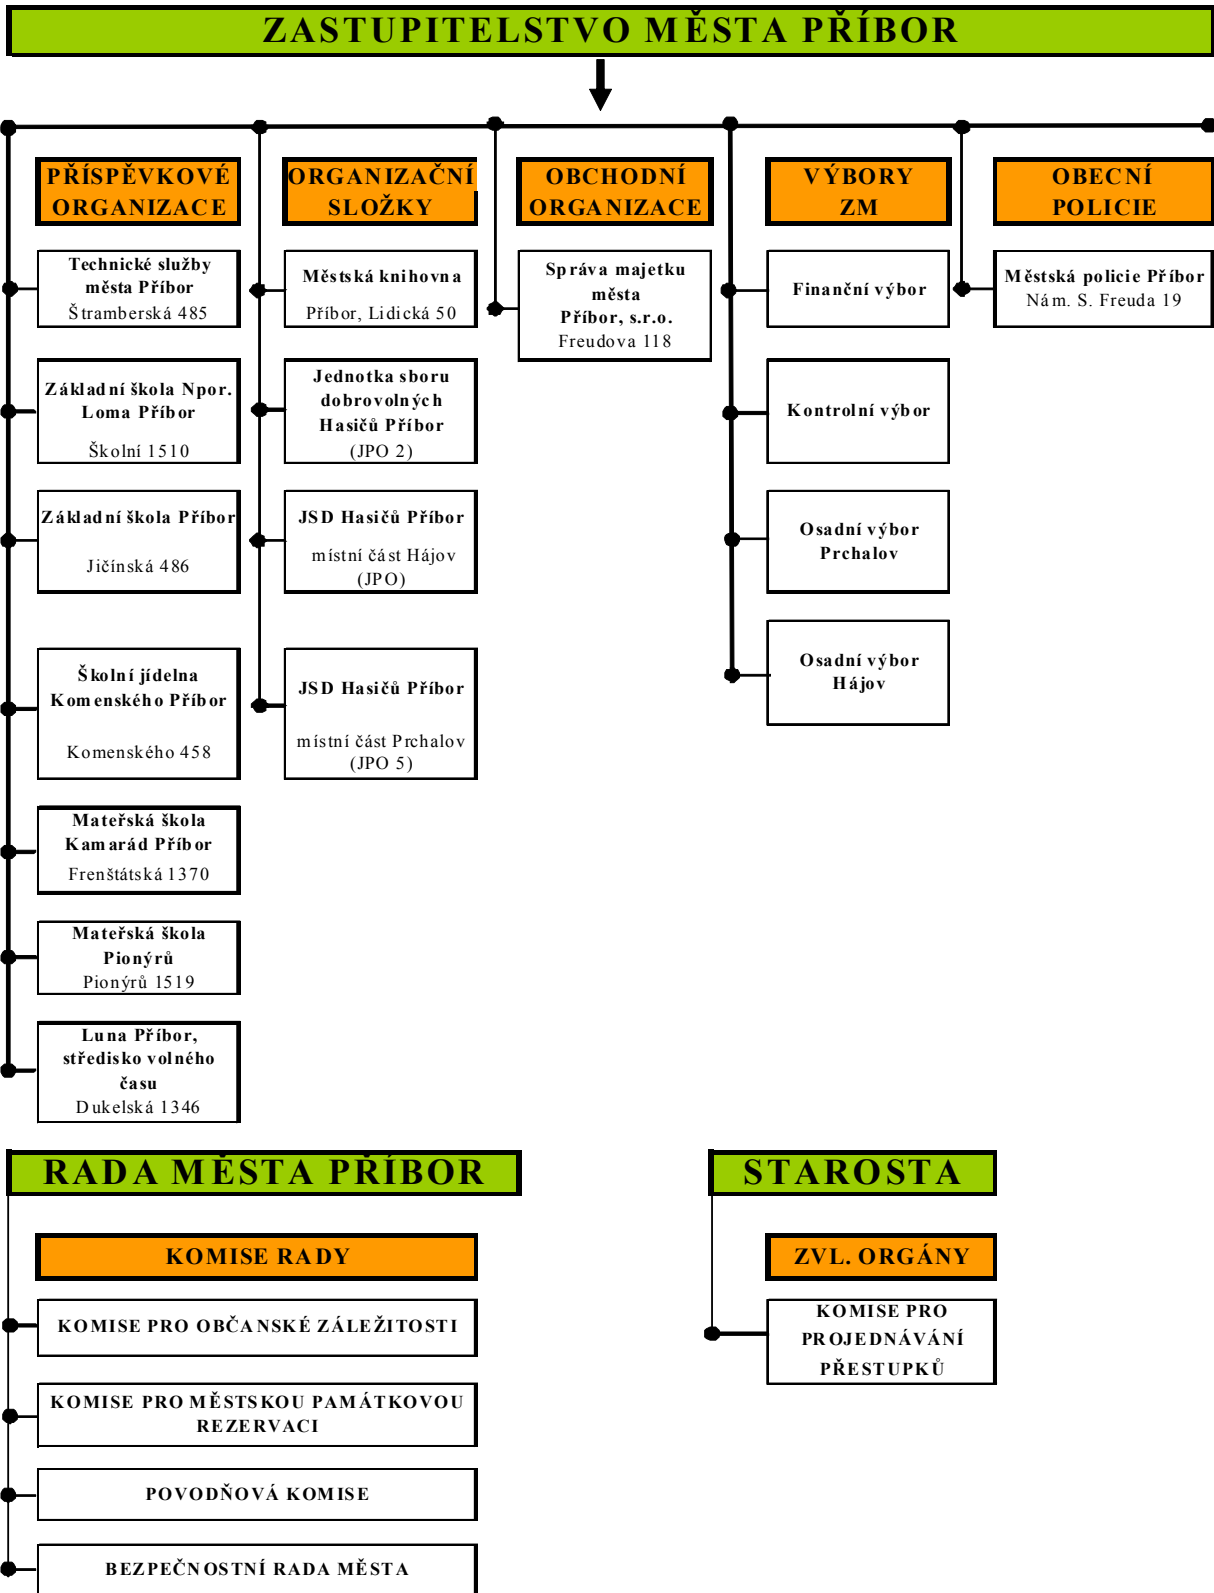 ZASTUPITELSTVO MĚSTA PŘÍBOR
PŘÍSPĚVKOVÉ
ORGANIZACE
Technické služby
města Příbor
Štramberská 485
Základní škola Npor.
Loma Příbor
Školní 1510
Základní škola Příbor
Jičínská 486
Školní jídelna
Komenského Příbor
Komenského 458
Mateřská škola
Kamarád Příbor
Frenštátská 1370
Mateřská škola
Pionýrů
Pionýrů 1519
Luna Příbor,
středisko volného
času
Dukelská 1346
ORGANIZAČNÍ
SLOŽKY
Městská knihovna
Příbor, Lidická 50
Jednotka sboru
dobrovolných
Hasičů Příbor
(JPO 2)
JSD Hasičů Příbor
místní část Hájov
(JPO)
JSD Hasičů Příbor
místní část Prchalov
(JPO 5)
OBCHODNÍ
ORGANIZACE
Správa majetku
města
Příbor, s.r.o.
Freudova 118
VÝBORY
ZM
Finanční výbor
Kontrolní výbor
Osadní výbor
Prchalov
Osadní výbor
Hájov
OBECNÍ
POLICIE
Městská policie Příbor
Nám. S. Freuda 19
RADA MĚSTA PŘÍBOR
KOMISE RADY
KOMISE PRO OBČANSKÉ ZÁLEŽITOSTI
KOMISE PRO MĚSTSKOU PAMÁTKOVOU
REZERVACI
POVODŇOVÁ KOMISE
BEZPEČNOSTNÍ RADA MĚSTA
STAROSTA
ZVL. ORGÁNY
KOMISE PRO
PROJEDNÁVÁNÍ
PŘESTUPKŮ